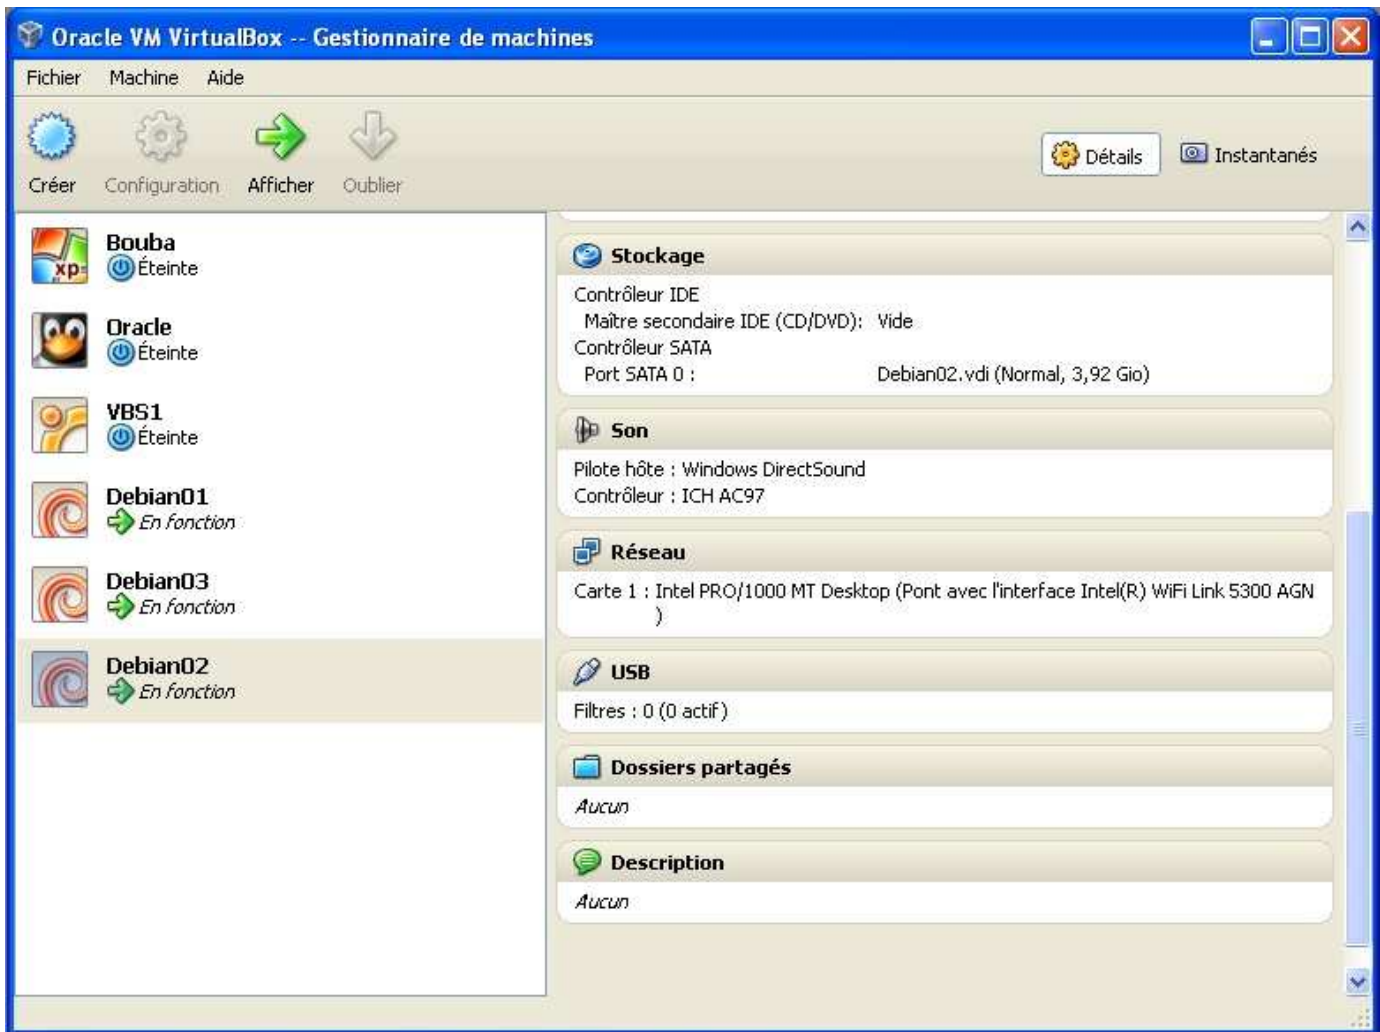 Oracle VM VirtualBox -- Gestionnaire de machines
Fichier Machine Aide
Créer Configuration Afficher Oublier
Détails Instantanés
Bouba
Éteinte
Oracle
Éteinte
VBS1
Éteinte
Debian01
En fonction
Debian03
En fonction
Debian02
En fonction
Stockage
Contrôleur IDE
Maître secondaire IDE (CD/DVD): Vide
Contrôleur SATA
Port SATA 0 : Debian02.vdi (Normal, 3,92 Gio)
Son
Pilote hôte : Windows DirectSound
Contrôleur : ICH AC97
Réseau
Carte 1 : Intel PRO/1000 MT Desktop (Pont avec l'interface Intel(R) WiFi Link 5300 AGN
)
USB
Filtres : 0 (0 actif)
Dossiers partagés
Aucun
Description
Aucun
xp